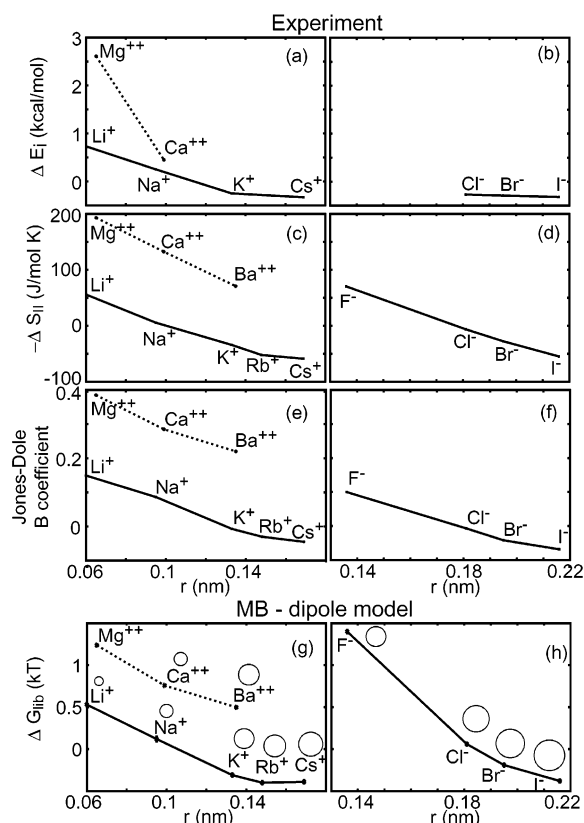 Experiment
3
2
1
0
Δ Eᵢ (kcal/mol)
Mg⁺⁺
(a)
Li⁺
Ca⁺⁺
Na⁺
K⁺
Cs⁺
(b)
Cl⁻
Br⁻
I⁻
200
100
0
-100
−Δ S_II (J/mol K)
Mg⁺⁺
(c)
Ca⁺⁺
Ba⁺⁺
Li⁺
Na⁺
K⁺
Rb⁺
Cs⁺
(d)
F⁻
Cl⁻
Br⁻
I⁻
0.4
0.2
0
Jones-Dole
B coefficient
Mg⁺⁺
(e)
Ca⁺⁺
Ba⁺⁺
Li⁺
Na⁺
K⁺
Rb⁺
Cs⁺
(f)
F⁻
Cl⁻
Br⁻
I⁻
0.06 0.1 0.14
r (nm)
0.14 0.18 0.22
r (nm)
MB - dipole model
1
0.5
0
Δ G_lib (kT)
Mg⁺⁺
(g)
Ca⁺⁺
Ba⁺⁺
Li⁺
Na⁺
K⁺
Rb⁺
Cs⁺
(h)
F⁻
Cl⁻
Br⁻
I⁻
0.06 0.1 0.14
r (nm)
0.14 0.18 0.22
r (nm)